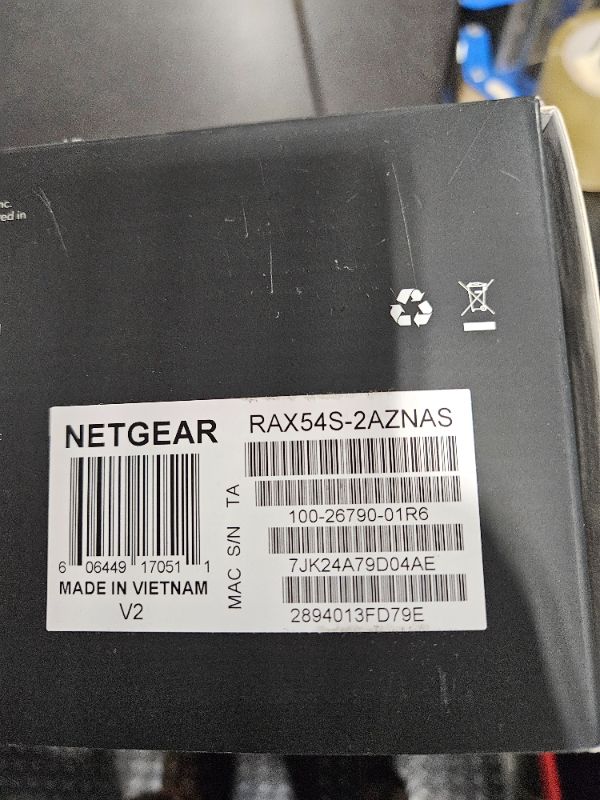 nc.
ed in
NETGEAR
RAX54S-2AZNAS
TA
100-26790-01R6
S/N
7JK24A79D04AE
MAC
2894013FD79E
6 06449 17051 1
MADE IN VIETNAM
V2